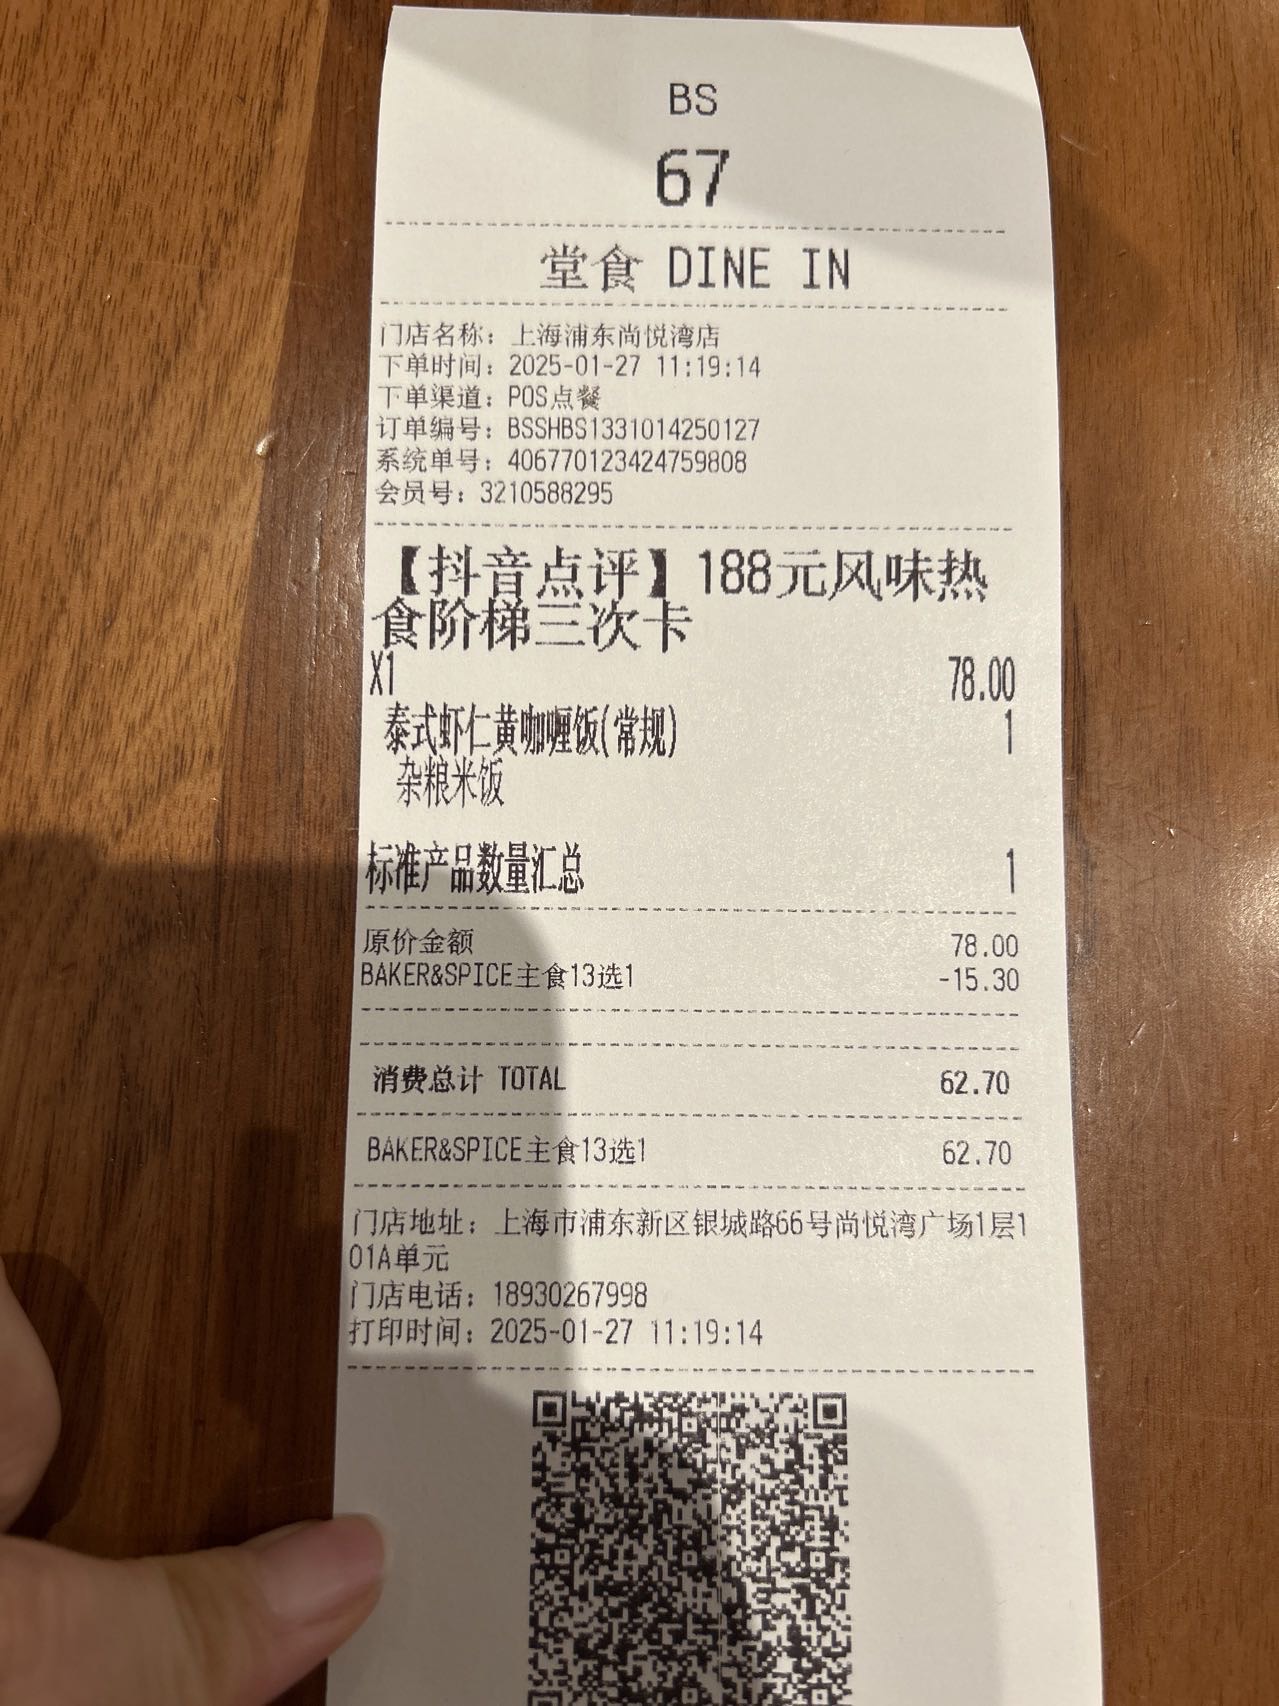 BS
67
堂食 DINE IN
门店名称：上海浦东尚悦湾店
下单时间：2025-01-27 11:19:14
下单渠道：POS点餐
订单编号：BSSHBS1331014250127
系统单号：406770123424759808
会员号：3210588295
【抖音点评】188元风味热
食阶梯三次卡
X1 78.00
泰式虾仁黄咖喱饭(常规) 1
杂粮米饭
标准产品数量汇总 1
原价金额 78.00
BAKER&SPICE主食13选1 -15.30
消费总计 TOTAL 62.70
BAKER&SPICE主食13选1 62.70
门店地址：上海市浦东新区银城路66号尚悦湾广场1层1
01A单元
门店电话：18930267998
打印时间：2025-01-27 11:19:14